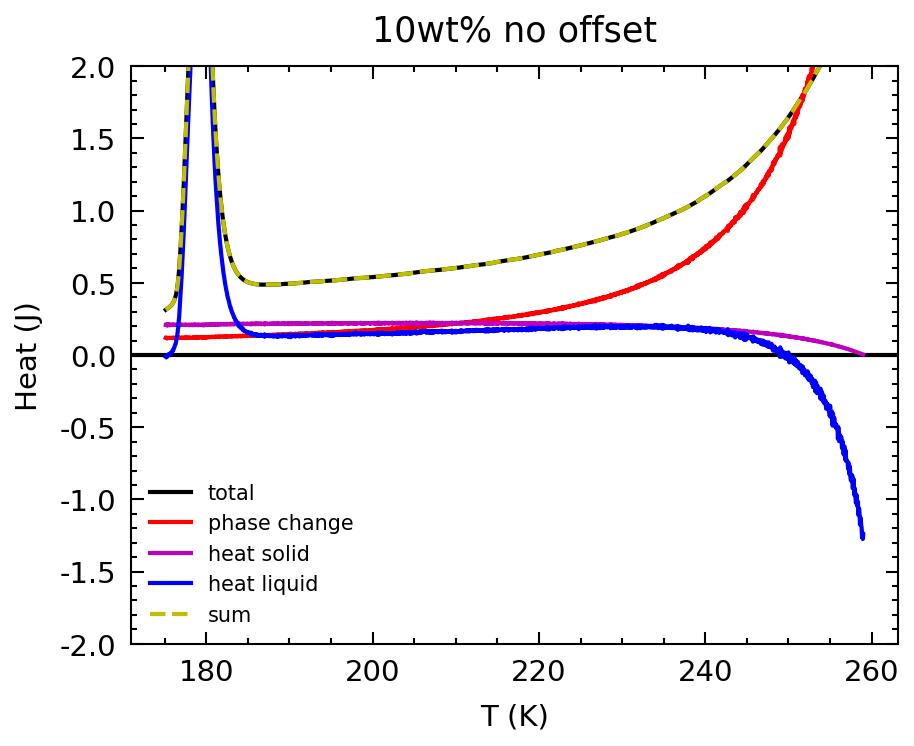 10wt% no offset
2.0
1.5
1.0
0.5
0.0
-0.5
-1.0
-1.5
-2.0
Heat (J)
total
phase change
heat solid
heat liquid
sum
180 200 220 240 260
T (K)